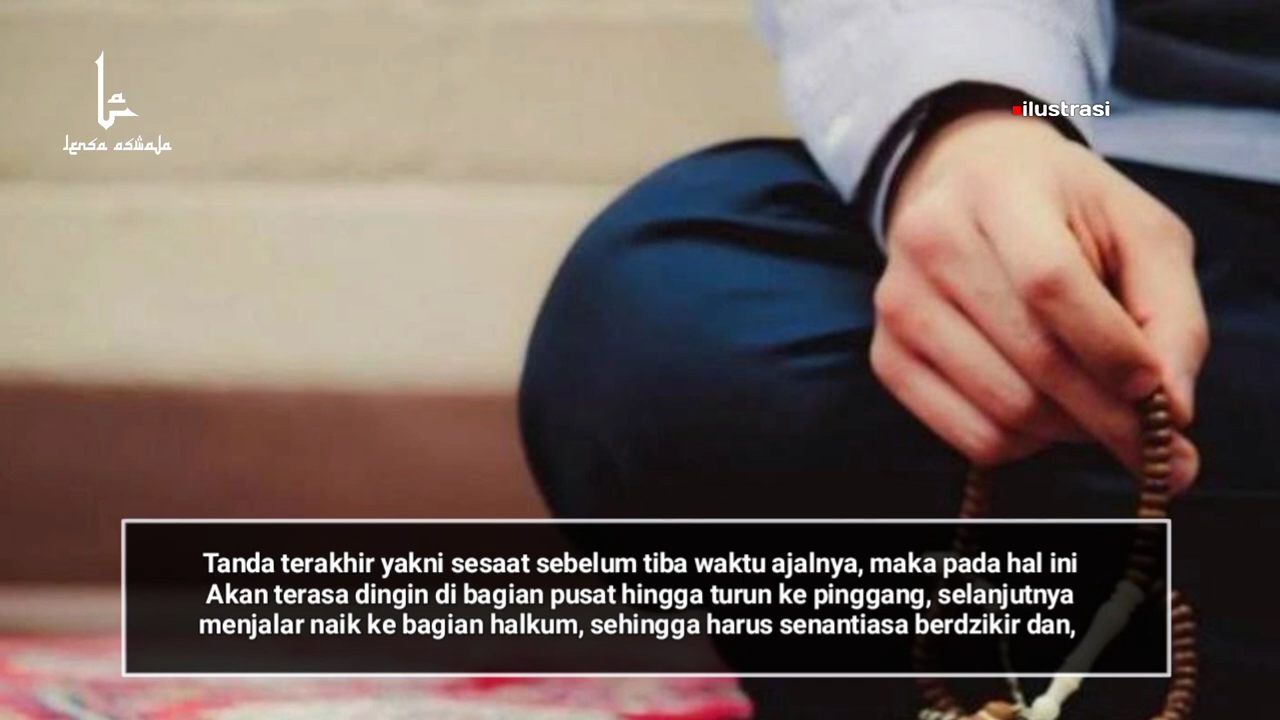 lensa aswaja
ilustrasi
Tanda terakhir yakni sesaat sebelum tiba waktu ajalnya, maka pada hal ini
Akan terasa dingin di bagian pusat hingga turun ke pinggang, selanjutnya
menjalar naik ke bagian halkum, sehingga harus senantiasa berdzikir dan,